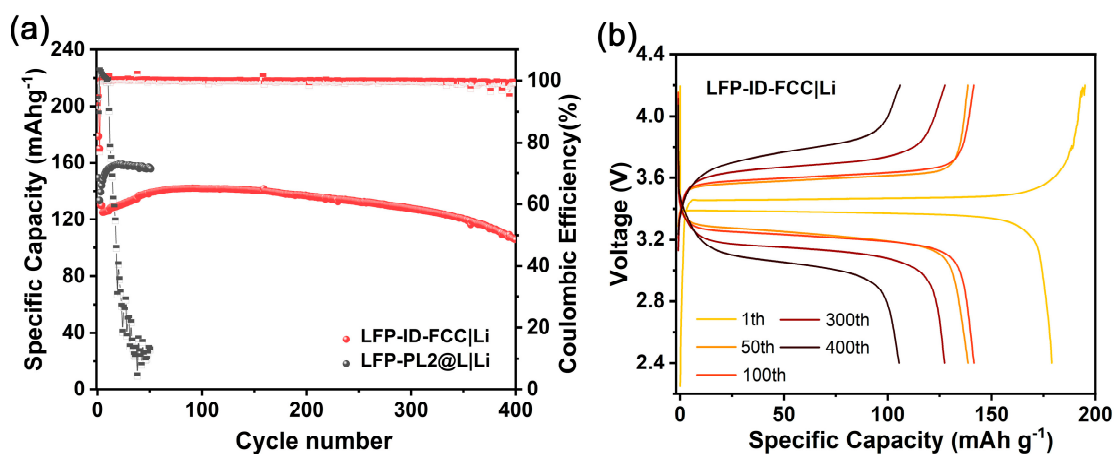 (a)
240
200
160
120
80
40
0
Specific Capacity (mAhg⁻¹)
100
80
60
40
20
0
Coulombic Efficiency(%)
LFP-ID-FCC|Li
LFP-PL2@L|Li
0 100 200 300 400
Cycle number
(b)
4.4
4.0
3.6
3.2
2.8
2.4
2.0
Voltage (V)
LFP-ID-FCC|Li
1th 300th
50th 400th
100th
0 50 100 150 200
Specific Capacity (mAh g⁻¹)